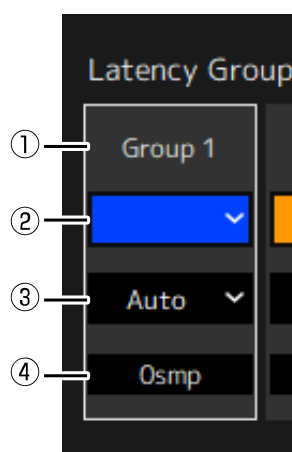 Latency Group
① Group 1
②
③ Auto
④ 0smp